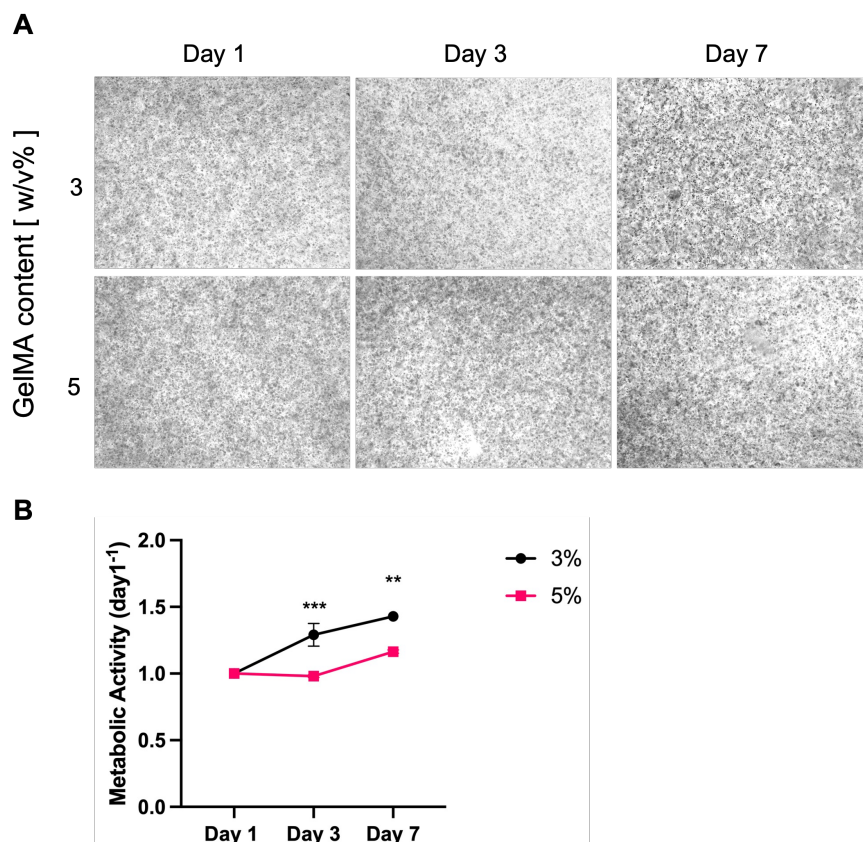 A
Day 1 Day 3 Day 7
GelMA content [ w/v% ]
3
5
B
Metabolic Activity (day1⁻¹)
2.0
1.5
1.0
0.5
0.0
***
**
Day 1 Day 3 Day 7
3%
5%